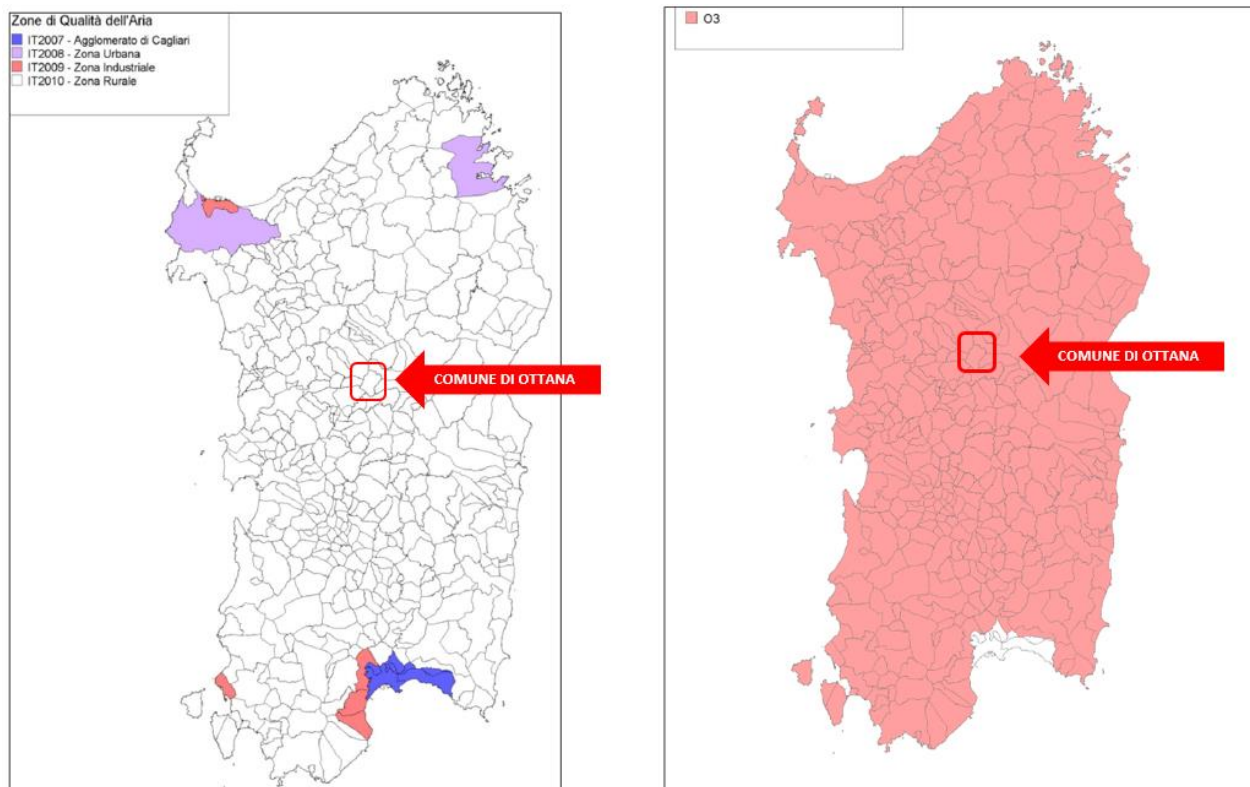 Zone di Qualità dell'Aria
IT2007 - Agglomerato di Cagliari
IT2008 - Zona Urbana
IT2009 - Zona Industriale
IT2010 - Zona Rurale
COMUNE DI OTTANA
O3
COMUNE DI OTTANA